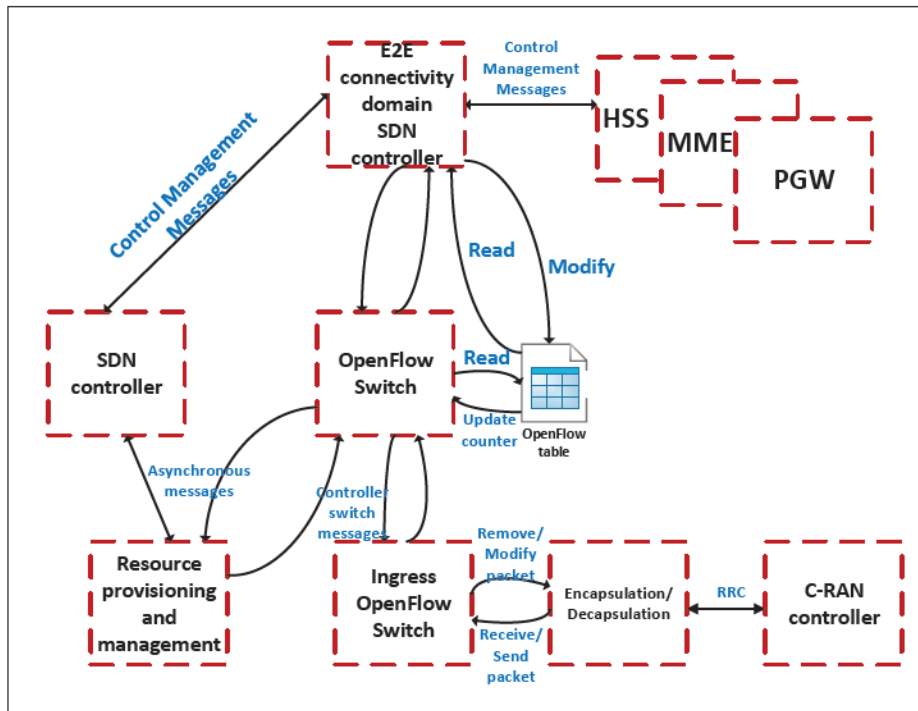 E2E
connectivity
domain
SDN
controller
Control
Management
Messages
HSS
MME
PGW
Control Management
Messages
Read
Modify
SDN
controller
OpenFlow
Switch
Read
Update
counter
OpenFlow
table
Asynchronous
messages
Controller
switch
messages
Remove/
Modify
packet
Resource
provisioning
and
management
Ingress
OpenFlow
Switch
Receive/
Send
packet
Encapsulation/
Decapsulation
RRC
C-RAN
controller